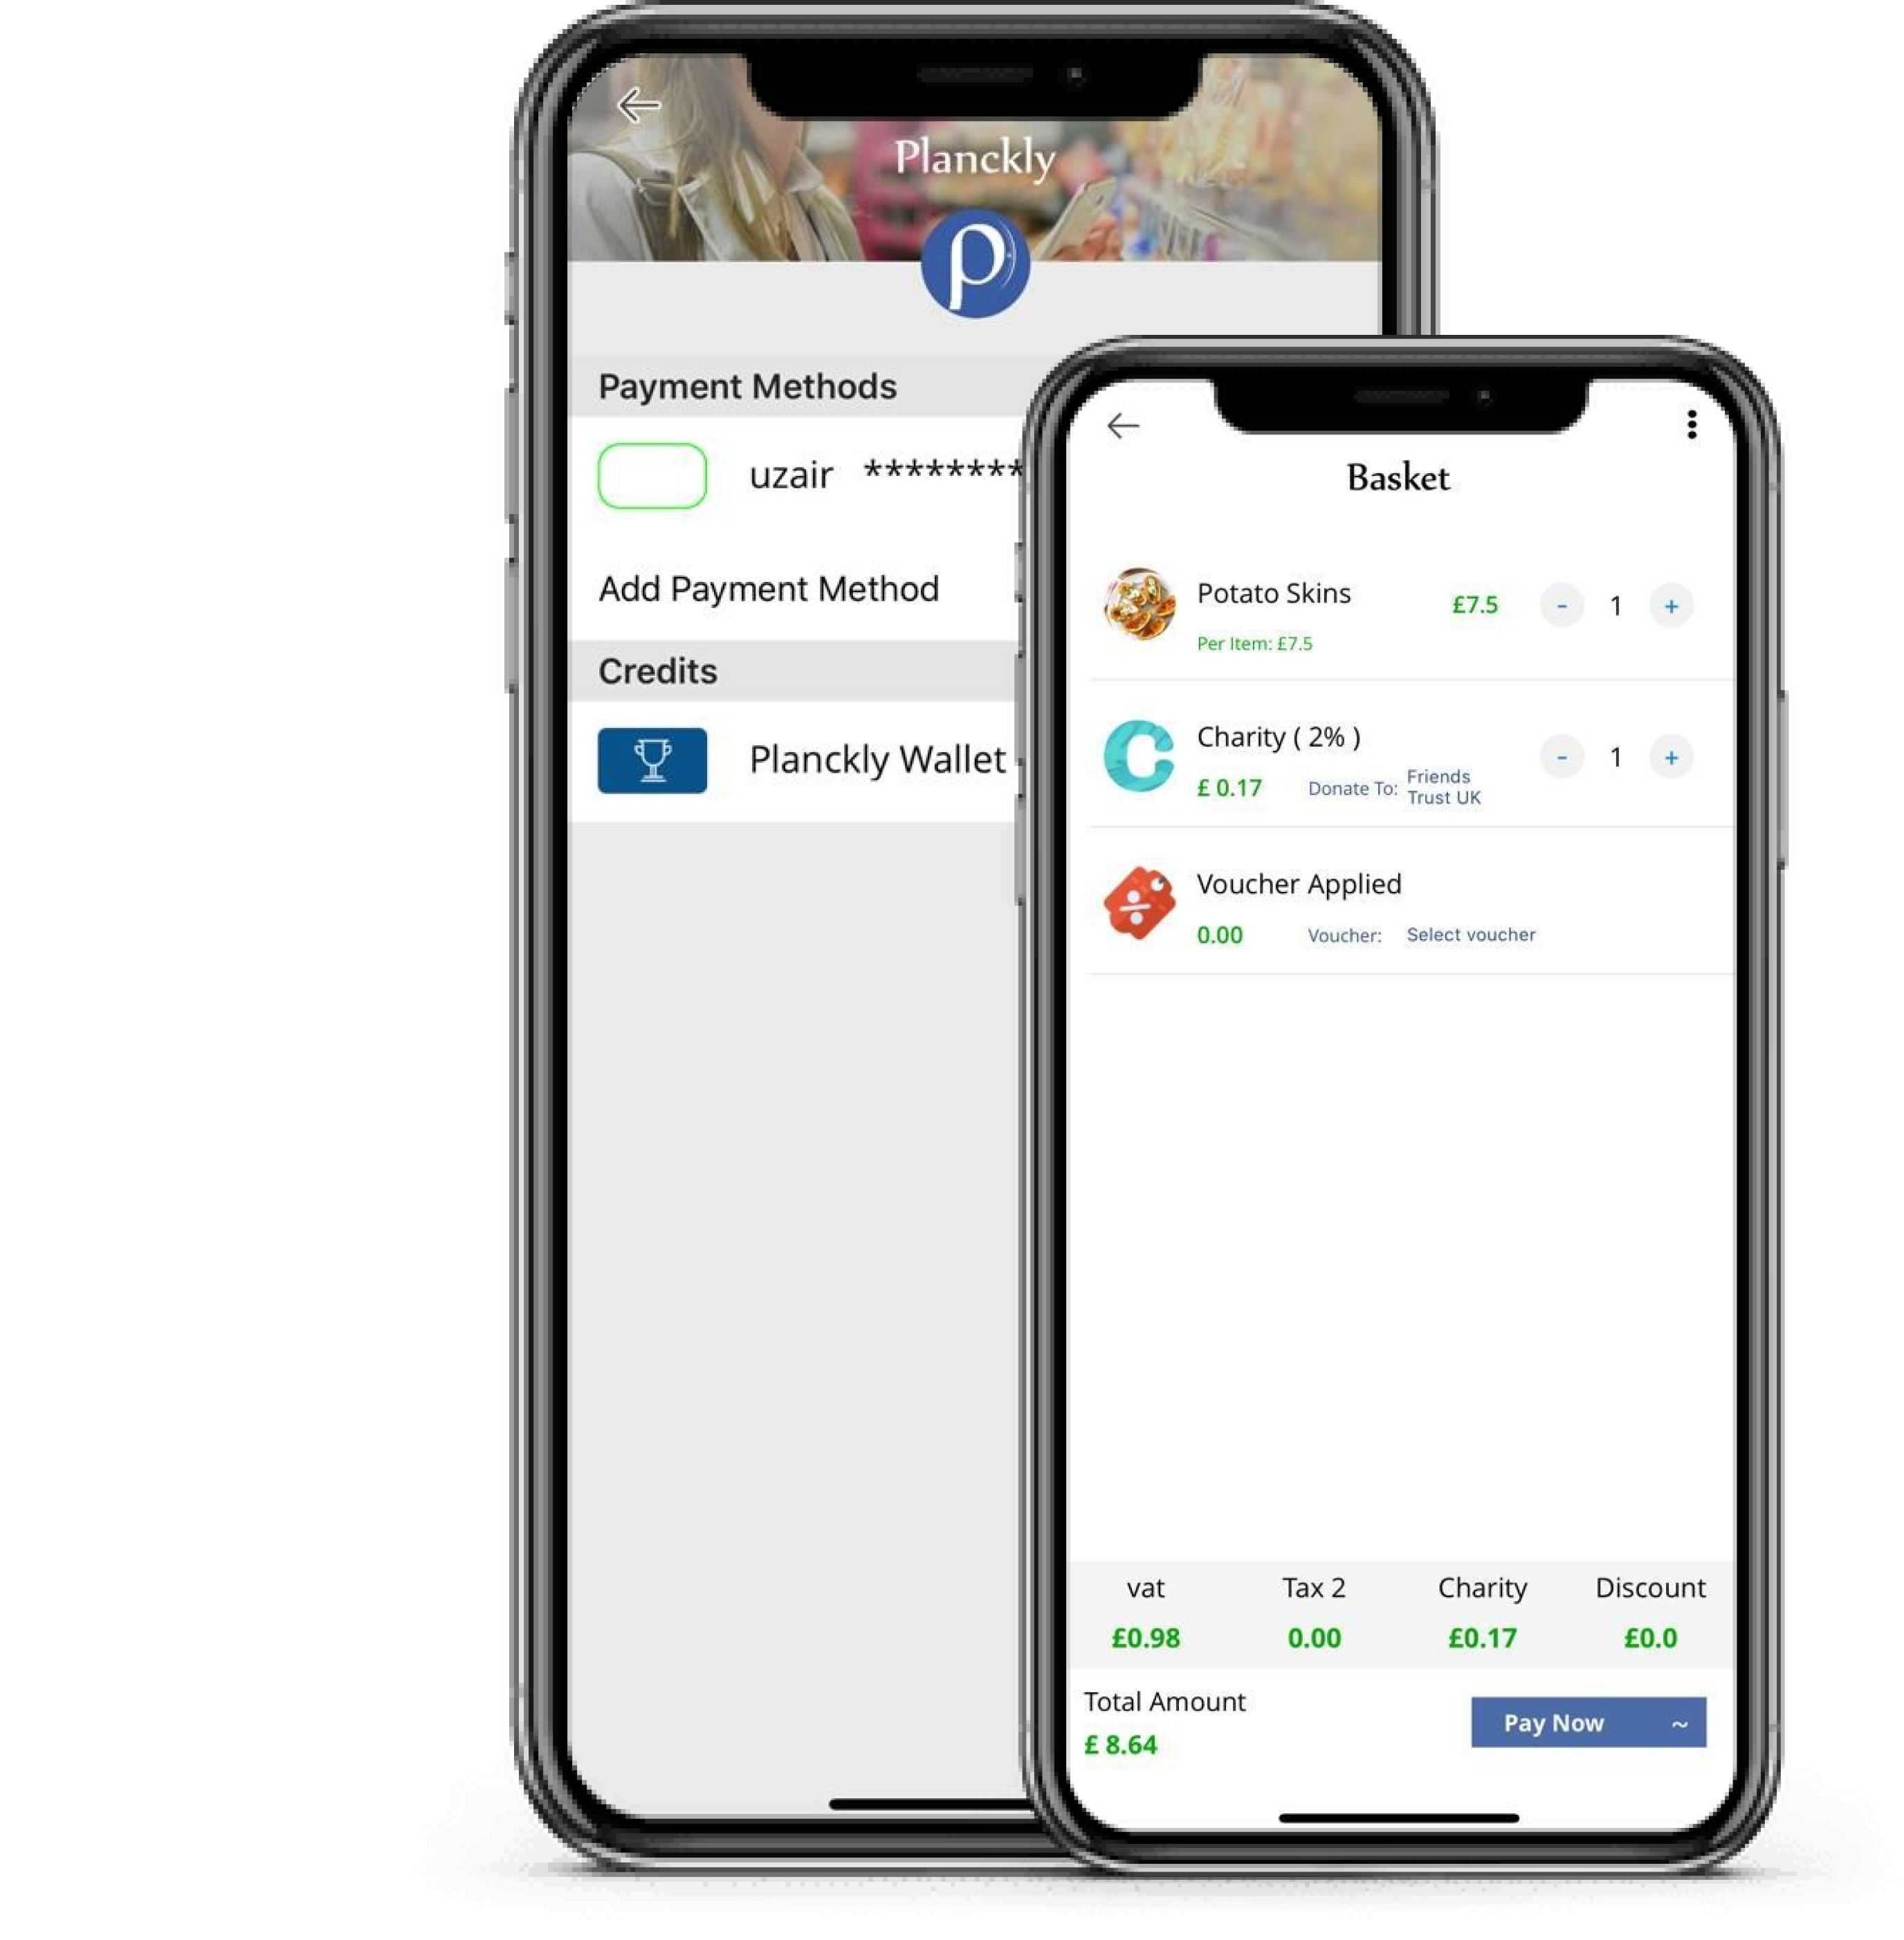 Planckly
Payment Methods
uzair ********
Add Payment Method
Credits
Planckly Wallet
Basket
Potato Skins £7.5 - 1 +
Per Item: £7.5
Charity ( 2% ) - 1 +
£ 0.17 Donate To: Friends
Trust UK
Voucher Applied
0.00 Voucher: Select voucher
vat Tax 2 Charity Discount
£0.98 0.00 £0.17 £0.0
Total Amount
£ 8.64
Pay Now ~